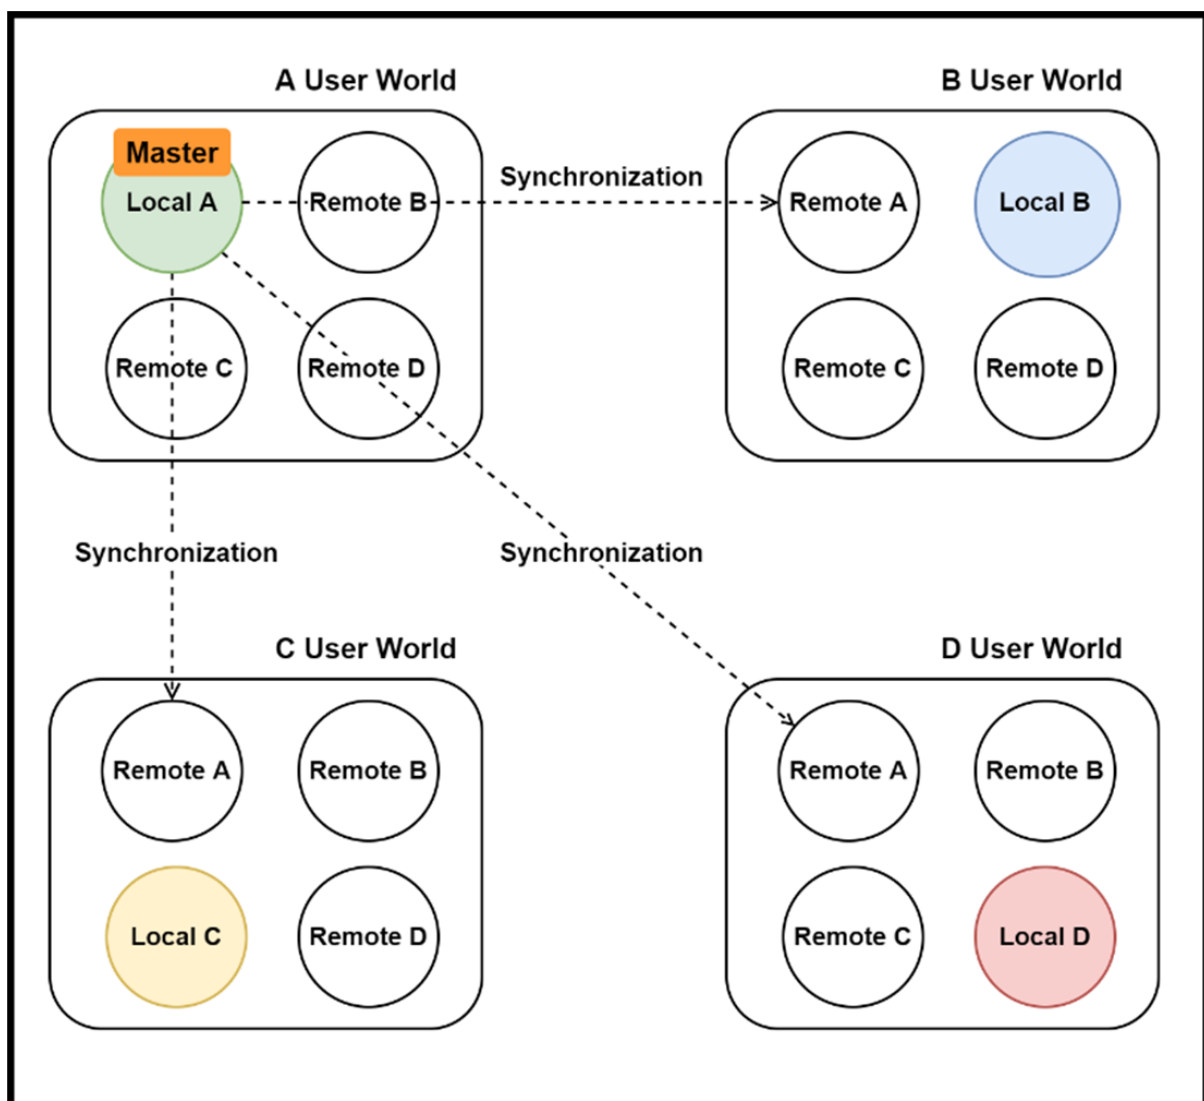 A User World
B User World
Master
Local A
Remote B
Synchronization
Remote A
Local B
Remote C
Remote D
Remote C
Remote D
Synchronization
Synchronization
C User World
D User World
Remote A
Remote B
Remote A
Remote B
Local C
Remote D
Remote C
Local D